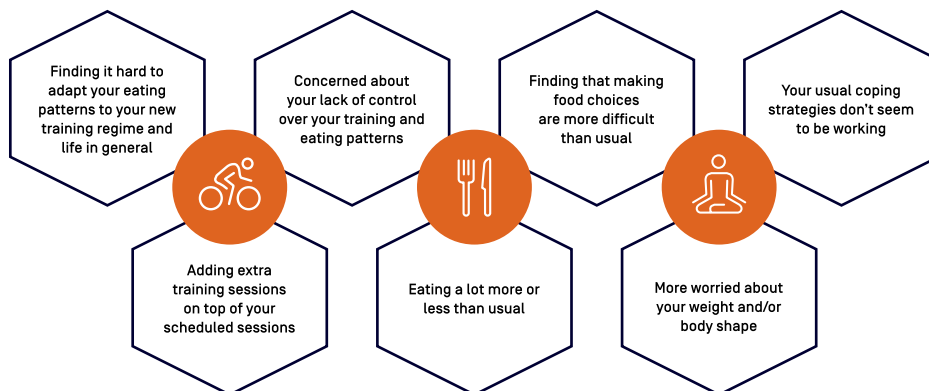 Finding it hard to
adapt your eating
patterns to your new
training regime and
life in general
Concerned about
your lack of control
over your training and
eating patterns
Finding that making
food choices
are more difficult
than usual
Your usual coping
strategies don't seem
to be working
Adding extra
training sessions
on top of your
scheduled sessions
Eating a lot more or
less than usual
More worried about
your weight and/or
body shape